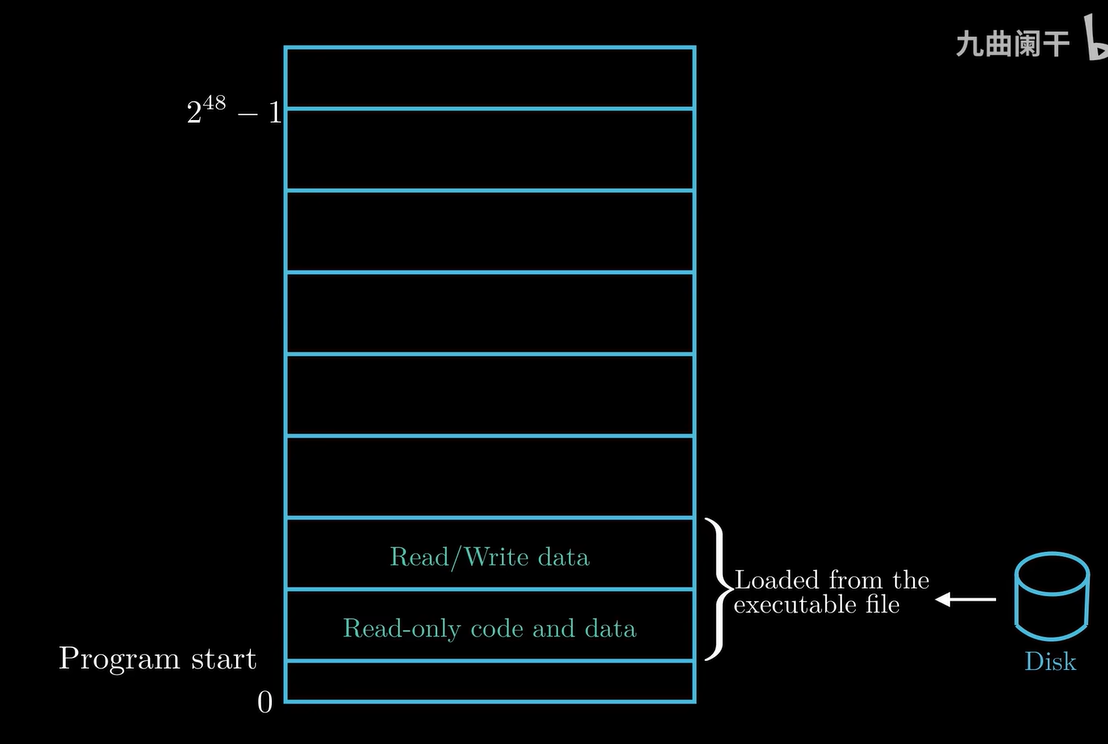 九曲阑干
2^48 − 1
Read/Write data
Loaded from the
executable file
Read-only code and data
Program start
Disk
0